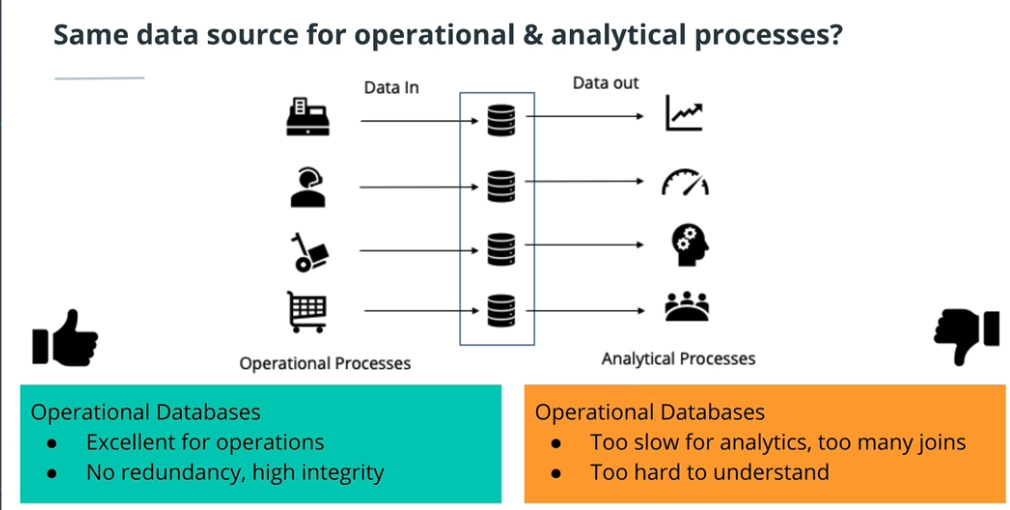 Same data source for operational & analytical processes?
Data In
Data out
Operational Processes
Analytical Processes
Operational Databases
● Excellent for operations
● No redundancy, high integrity
Operational Databases
● Too slow for analytics, too many joins
● Too hard to understand